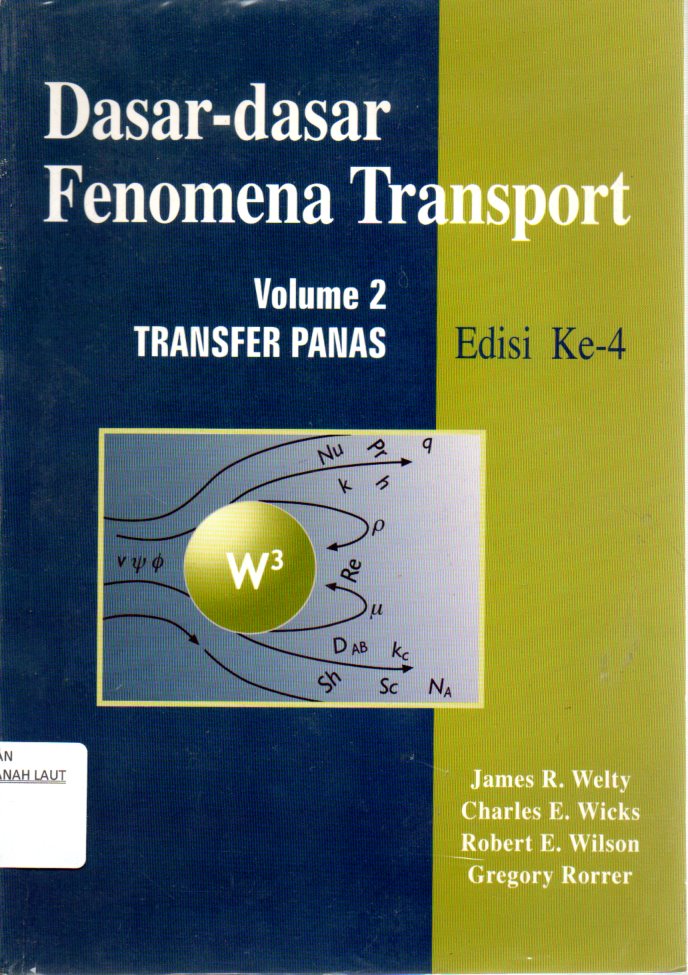 Dasar-dasar
Fenomena Transport
Volume 2
TRANSFER PANAS
Edisi Ke-4
Nu Pr q
k h
ρ
v ψ φ
W³
Re
μ
D AB kc
Sh Sc NA
AN
ANAH LAUT
James R. Welty
Charles E. Wicks
Robert E. Wilson
Gregory Rorrer